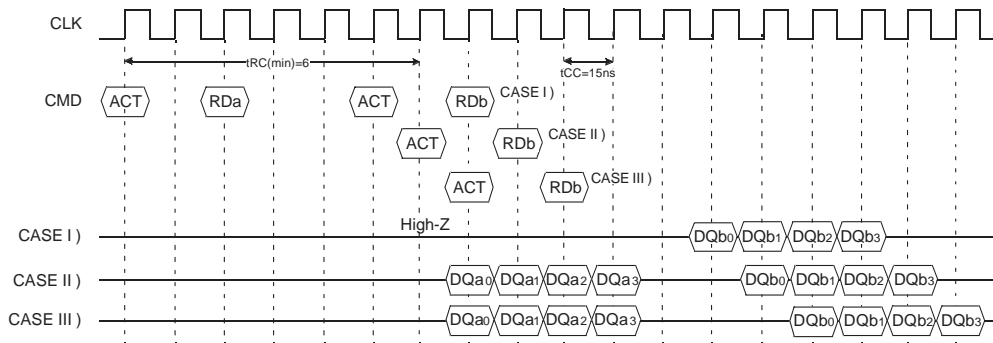 CLK
tRC(min)=6
tCC=15ns
CMD
ACT RDa ACT RDb CASE I )
ACT RDb CASE II )
ACT RDb CASE III )
High-Z
CASE I ) DQb0 DQb1 DQb2 DQb3
CASE II ) DQa0 DQa1 DQa2 DQa3 DQb0 DQb1 DQb2 DQb3
CASE III ) DQa0 DQa1 DQa2 DQa3 DQb0 DQb1 DQb2 DQb3